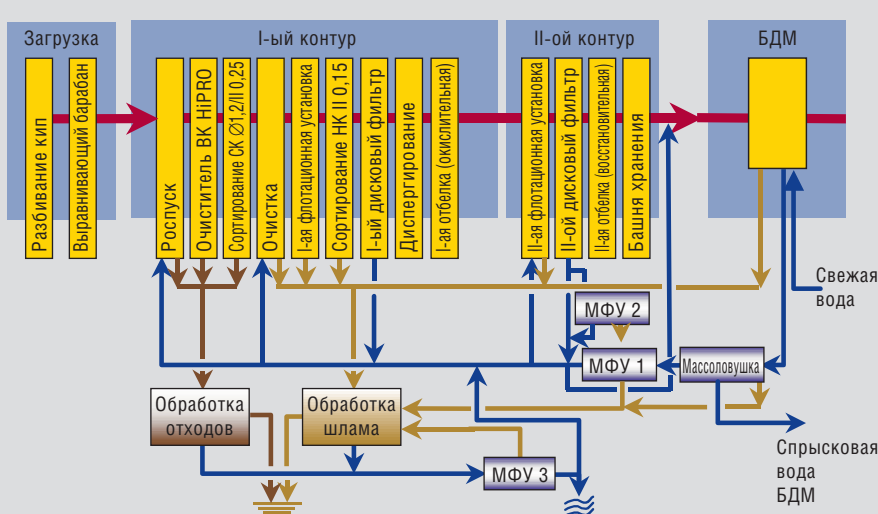 Загрузка
I-ый контур
II-ой контур
БДМ
Разбивание кип
Выравнивающий барабан
Роспуск
Очиститель ВК HiPRO
Сортирование СК ∅1,2/II 0,25
Очистка
I-ая флотационная установка
Сортирование НК II 0,15
I-ый дисковый фильтр
Диспергирование
I-ая отбелка (окислительная)
II-ая флотационная установка
II-ой дисковый фильтр
II-ая отбелка (восстановительная)
Башня хранения
Свежая
вода
МФУ 2
МФУ 1
Массоловушка
Обработка
отходов
Обработка
шлама
МФУ 3
Спрысковая
вода
БДМ